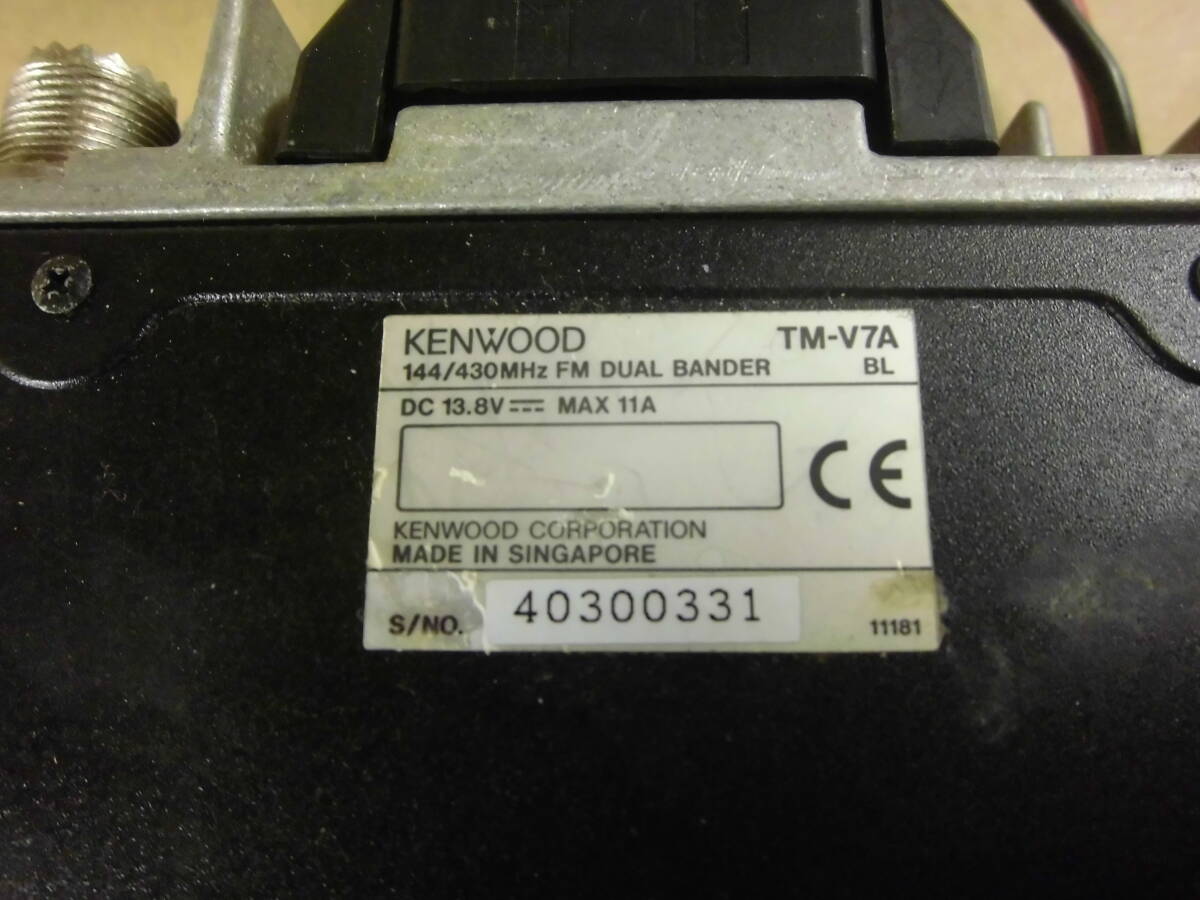 KENWOOD TM-V7A
144/430MHz FM DUAL BANDER BL
DC 13.8V MAX 11A
CE
KENWOOD CORPORATION
MADE IN SINGAPORE
S/NO. 40300331 11181